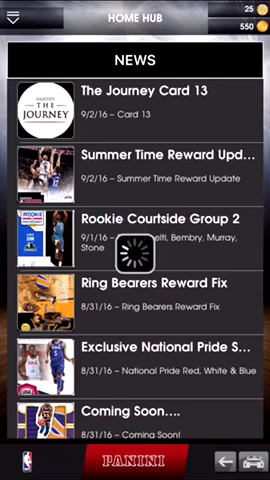 HOME HUB
25
550
NEWS
THE
JOURNEY
The Journey Card 13
9/2/16 – Card 13
Summer Time Reward Upd...
9/2/16 – Summer Time Reward Update
ROOKIE
Rookie Courtside Group 2
9/1/16 – eltl, Bembry, Murray,
Stone
Ring Bearers Reward Fix
8/31/16 – Ring Bearers Reward Fix
Exclusive National Pride S...
8/31/16 – National Pride Red, White & Blue
Coming Soon....
8/31/16 – Coming Soon!
NBA
PANINI